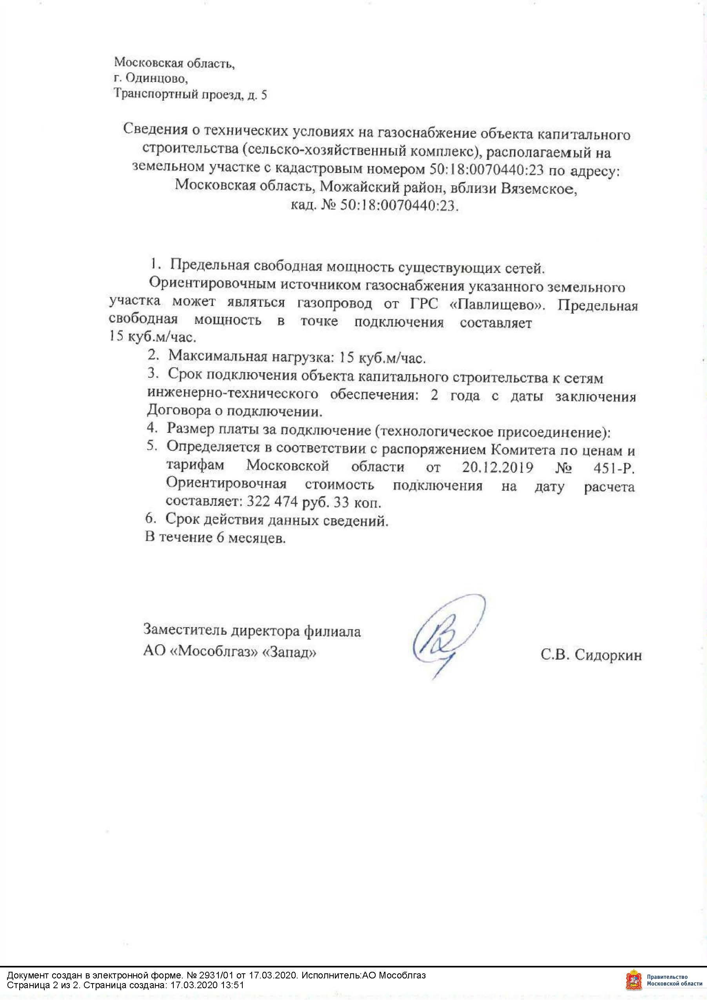 Московская область,
г. Одинцово,
Транспортный проезд, д. 5
Сведения о технических условиях на газоснабжение объекта капитального
строительства (сельско-хозяйственный комплекс), располагаемый на
земельном участке с кадастровым номером 50:18:0070440:23 по адресу:
Московская область, Можайский район, вблизи Вяземское,
кад. № 50:18:0070440:23.
1. Предельная свободная мощность существующих сетей.
Ориентировочным источником газоснабжения указанного земельного
участка может являться газопровод от ГРС «Павлищево». Предельная
свободная мощность в точке подключения составляет
15 куб.м/час.
2. Максимальная нагрузка: 15 куб.м/час.
3. Срок подключения объекта капитального строительства к сетям
инженерно-технического обеспечения: 2 года с даты заключения
Договора о подключении.
4. Размер платы за подключение (технологическое присоединение):
5. Определяется в соответствии с распоряжением Комитета по ценам и
тарифам Московской области от 20.12.2019 № 451-Р.
Ориентировочная стоимость подключения на дату расчета
составляет: 322 474 руб. 33 коп.
6. Срок действия данных сведений.
В течение 6 месяцев.
Заместитель директора филиала
АО «Мособлгаз» «Запад»
С.В. Сидоркин
Документ создан в электронной форме. № 2931/01 от 17.03.2020. Исполнитель:АО Мособлгаз
Страница 2 из 2. Страница создана: 17.03.2020 13:51
Правительство
Московской области